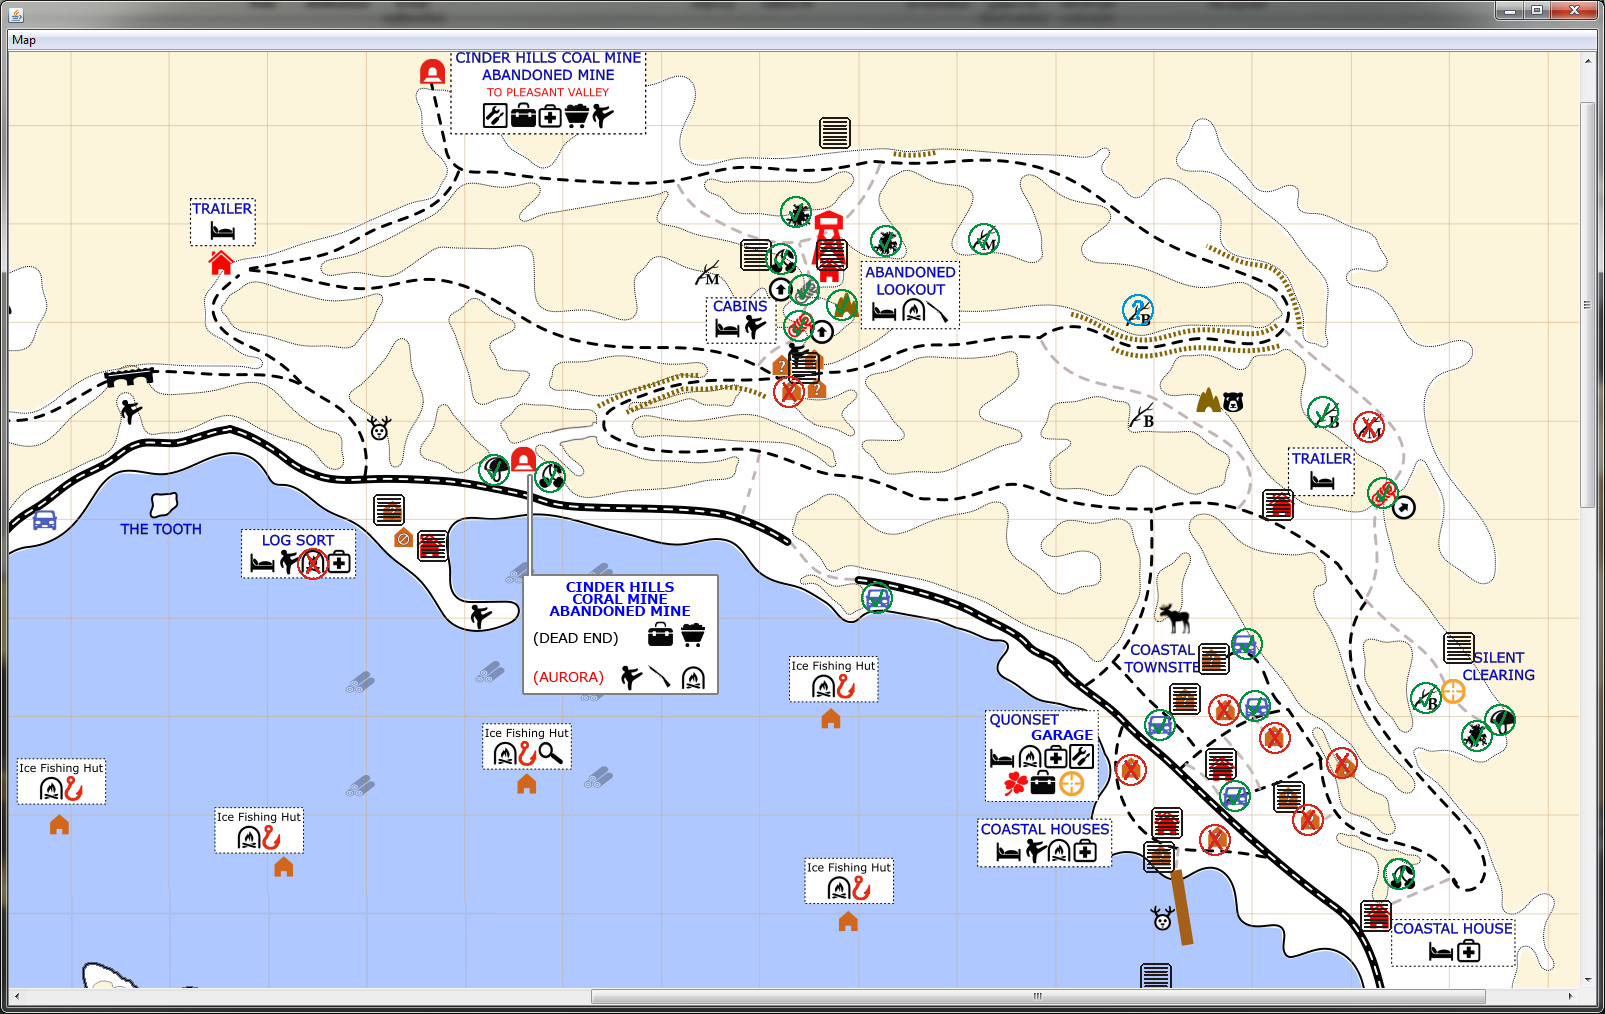 Map
CINDER HILLS COAL MINE
ABANDONED MINE
TO PLEASANT VALLEY
TRAILER
ABANDONED
LOOKOUT
CABINS
M
M
B
B
B
M
?
?
TRAILER
THE TOOTH
LOG SORT
CINDER HILLS
CORAL MINE
ABANDONED MINE
(DEAD END)
(AURORA)
COASTAL
TOWNSITE
SILENT
CLEARING
B
Ice Fishing Hut
QUONSET
GARAGE
Ice Fishing Hut
Ice Fishing Hut
Ice Fishing Hut
COASTAL HOUSES
Ice Fishing Hut
COASTAL HOUSE